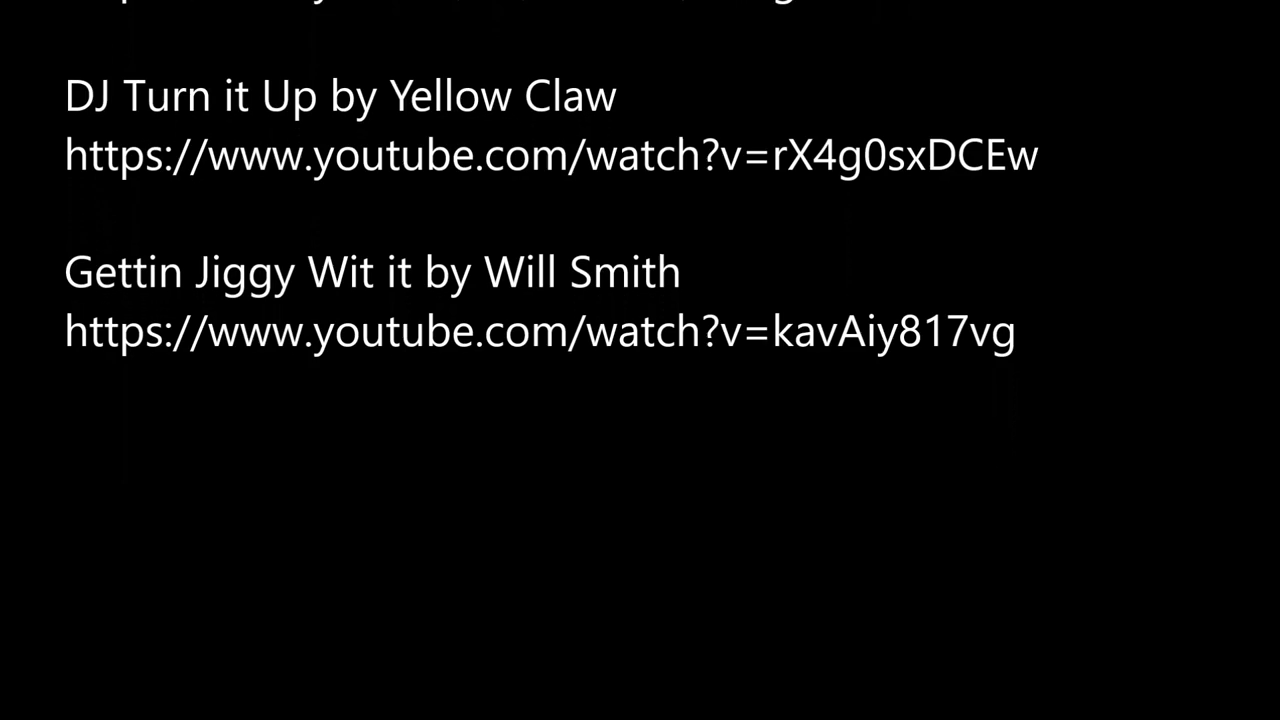 DJ Turn it Up by Yellow Claw
https://www.youtube.com/watch?v=rX4g0sxDCEw
Gettin Jiggy Wit it by Will Smith
https://www.youtube.com/watch?v=kavAiy817vg